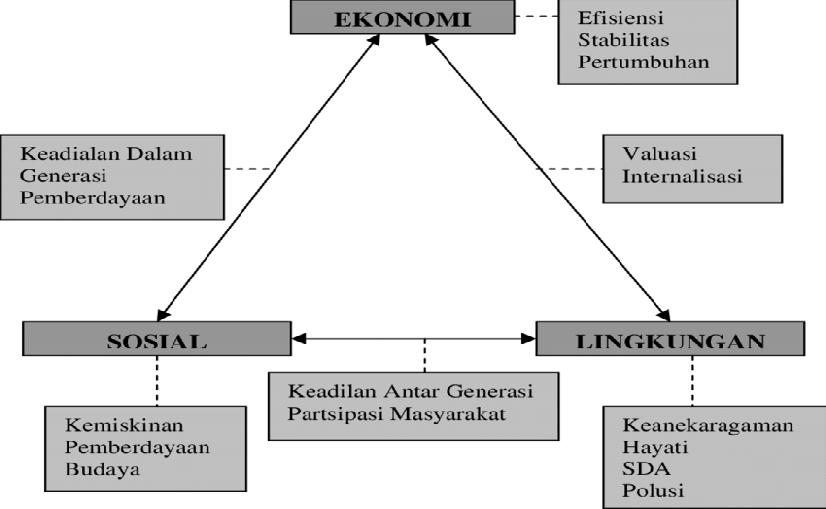 EKONOMI
Efisiensi
Stabilitas
Pertumbuhan
Keadialan Dalam
Generasi
Pemberdayaan
Valuasi
Internalisasi
SOSIAL
LINGKUNGAN
Keadilan Antar Generasi
Partsipasi Masyarakat
Kemiskinan
Pemberdayaan
Budaya
Keanekaragaman
Hayati
SDA
Polusi